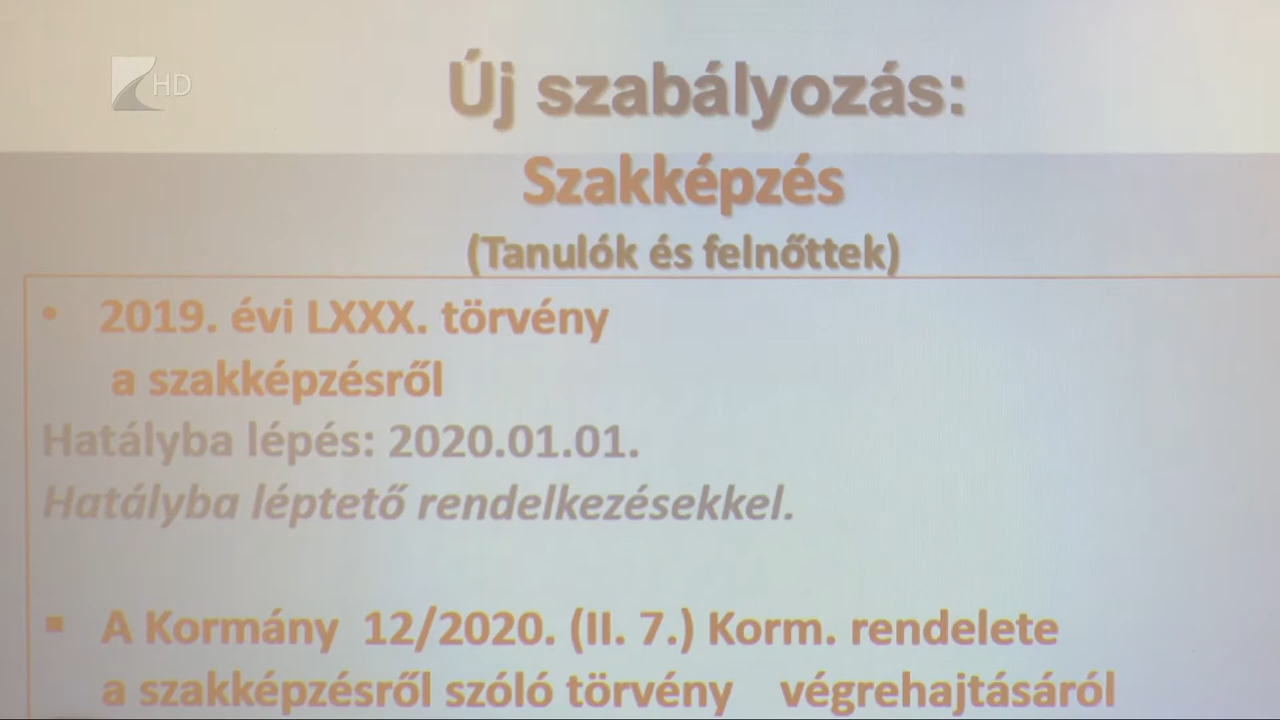 HD
Új szabályozás:
Szakképzés
(Tanulók és felnőttek)
• 2019. évi LXXX. törvény
a szakképzésről
Hatályba lépés: 2020.01.01.
Hatályba léptető rendelkezésekkel.
▪ A Kormány 12/2020. (II. 7.) Korm. rendelete
a szakképzésről szóló törvény végrehajtásáról